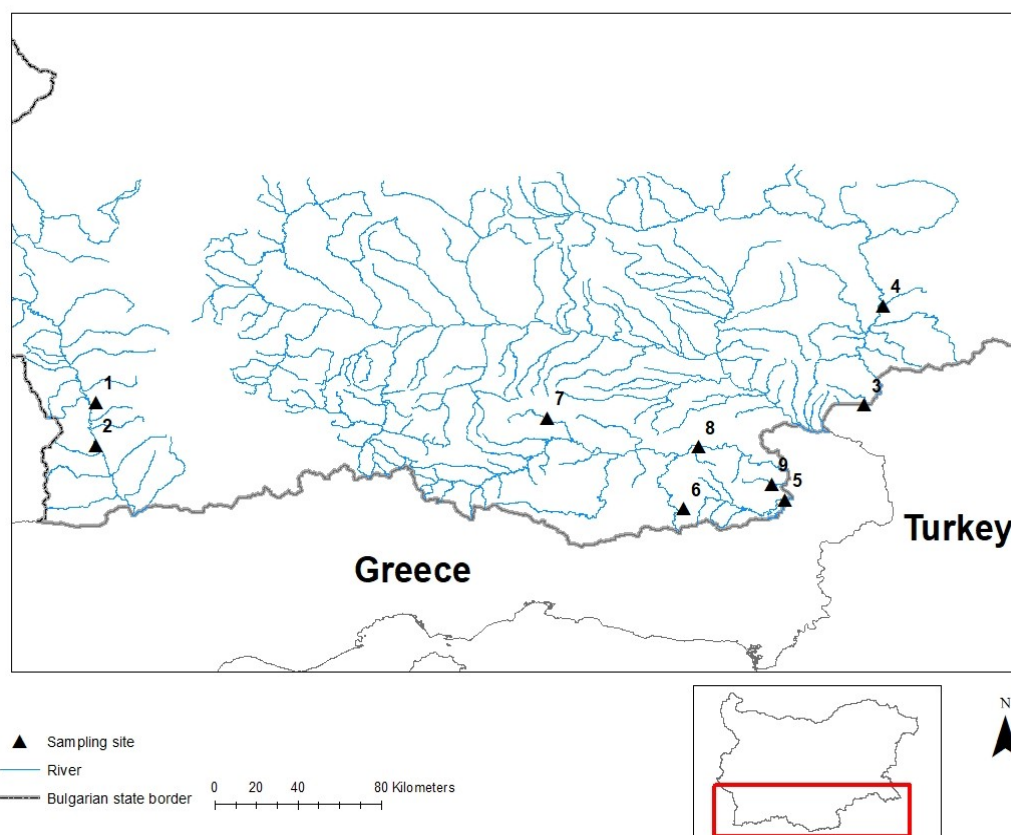 4
1
3
7
2
8
9
5
6
Turkey
Greece
N
Sampling site
River
0 20 40 80 Kilometers
Bulgarian state border